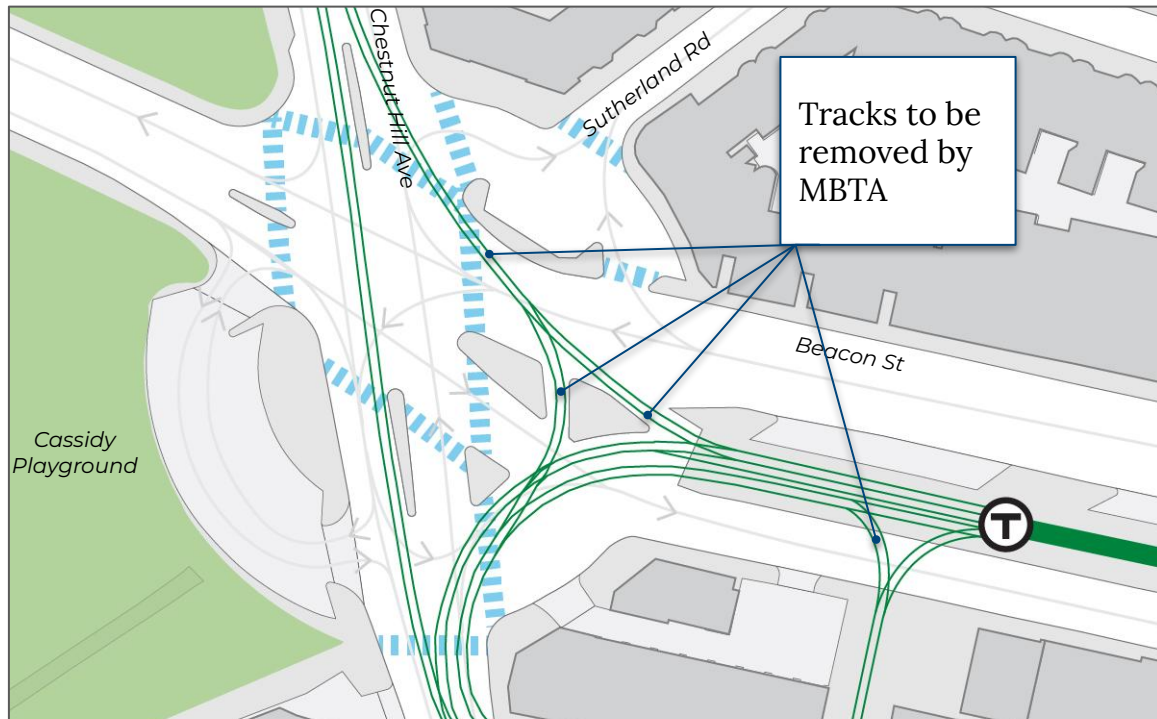 Chestnut Hill Ave
Sutherland Rd
Tracks to be
removed by
MBTA
Beacon St
Cassidy
Playground
T